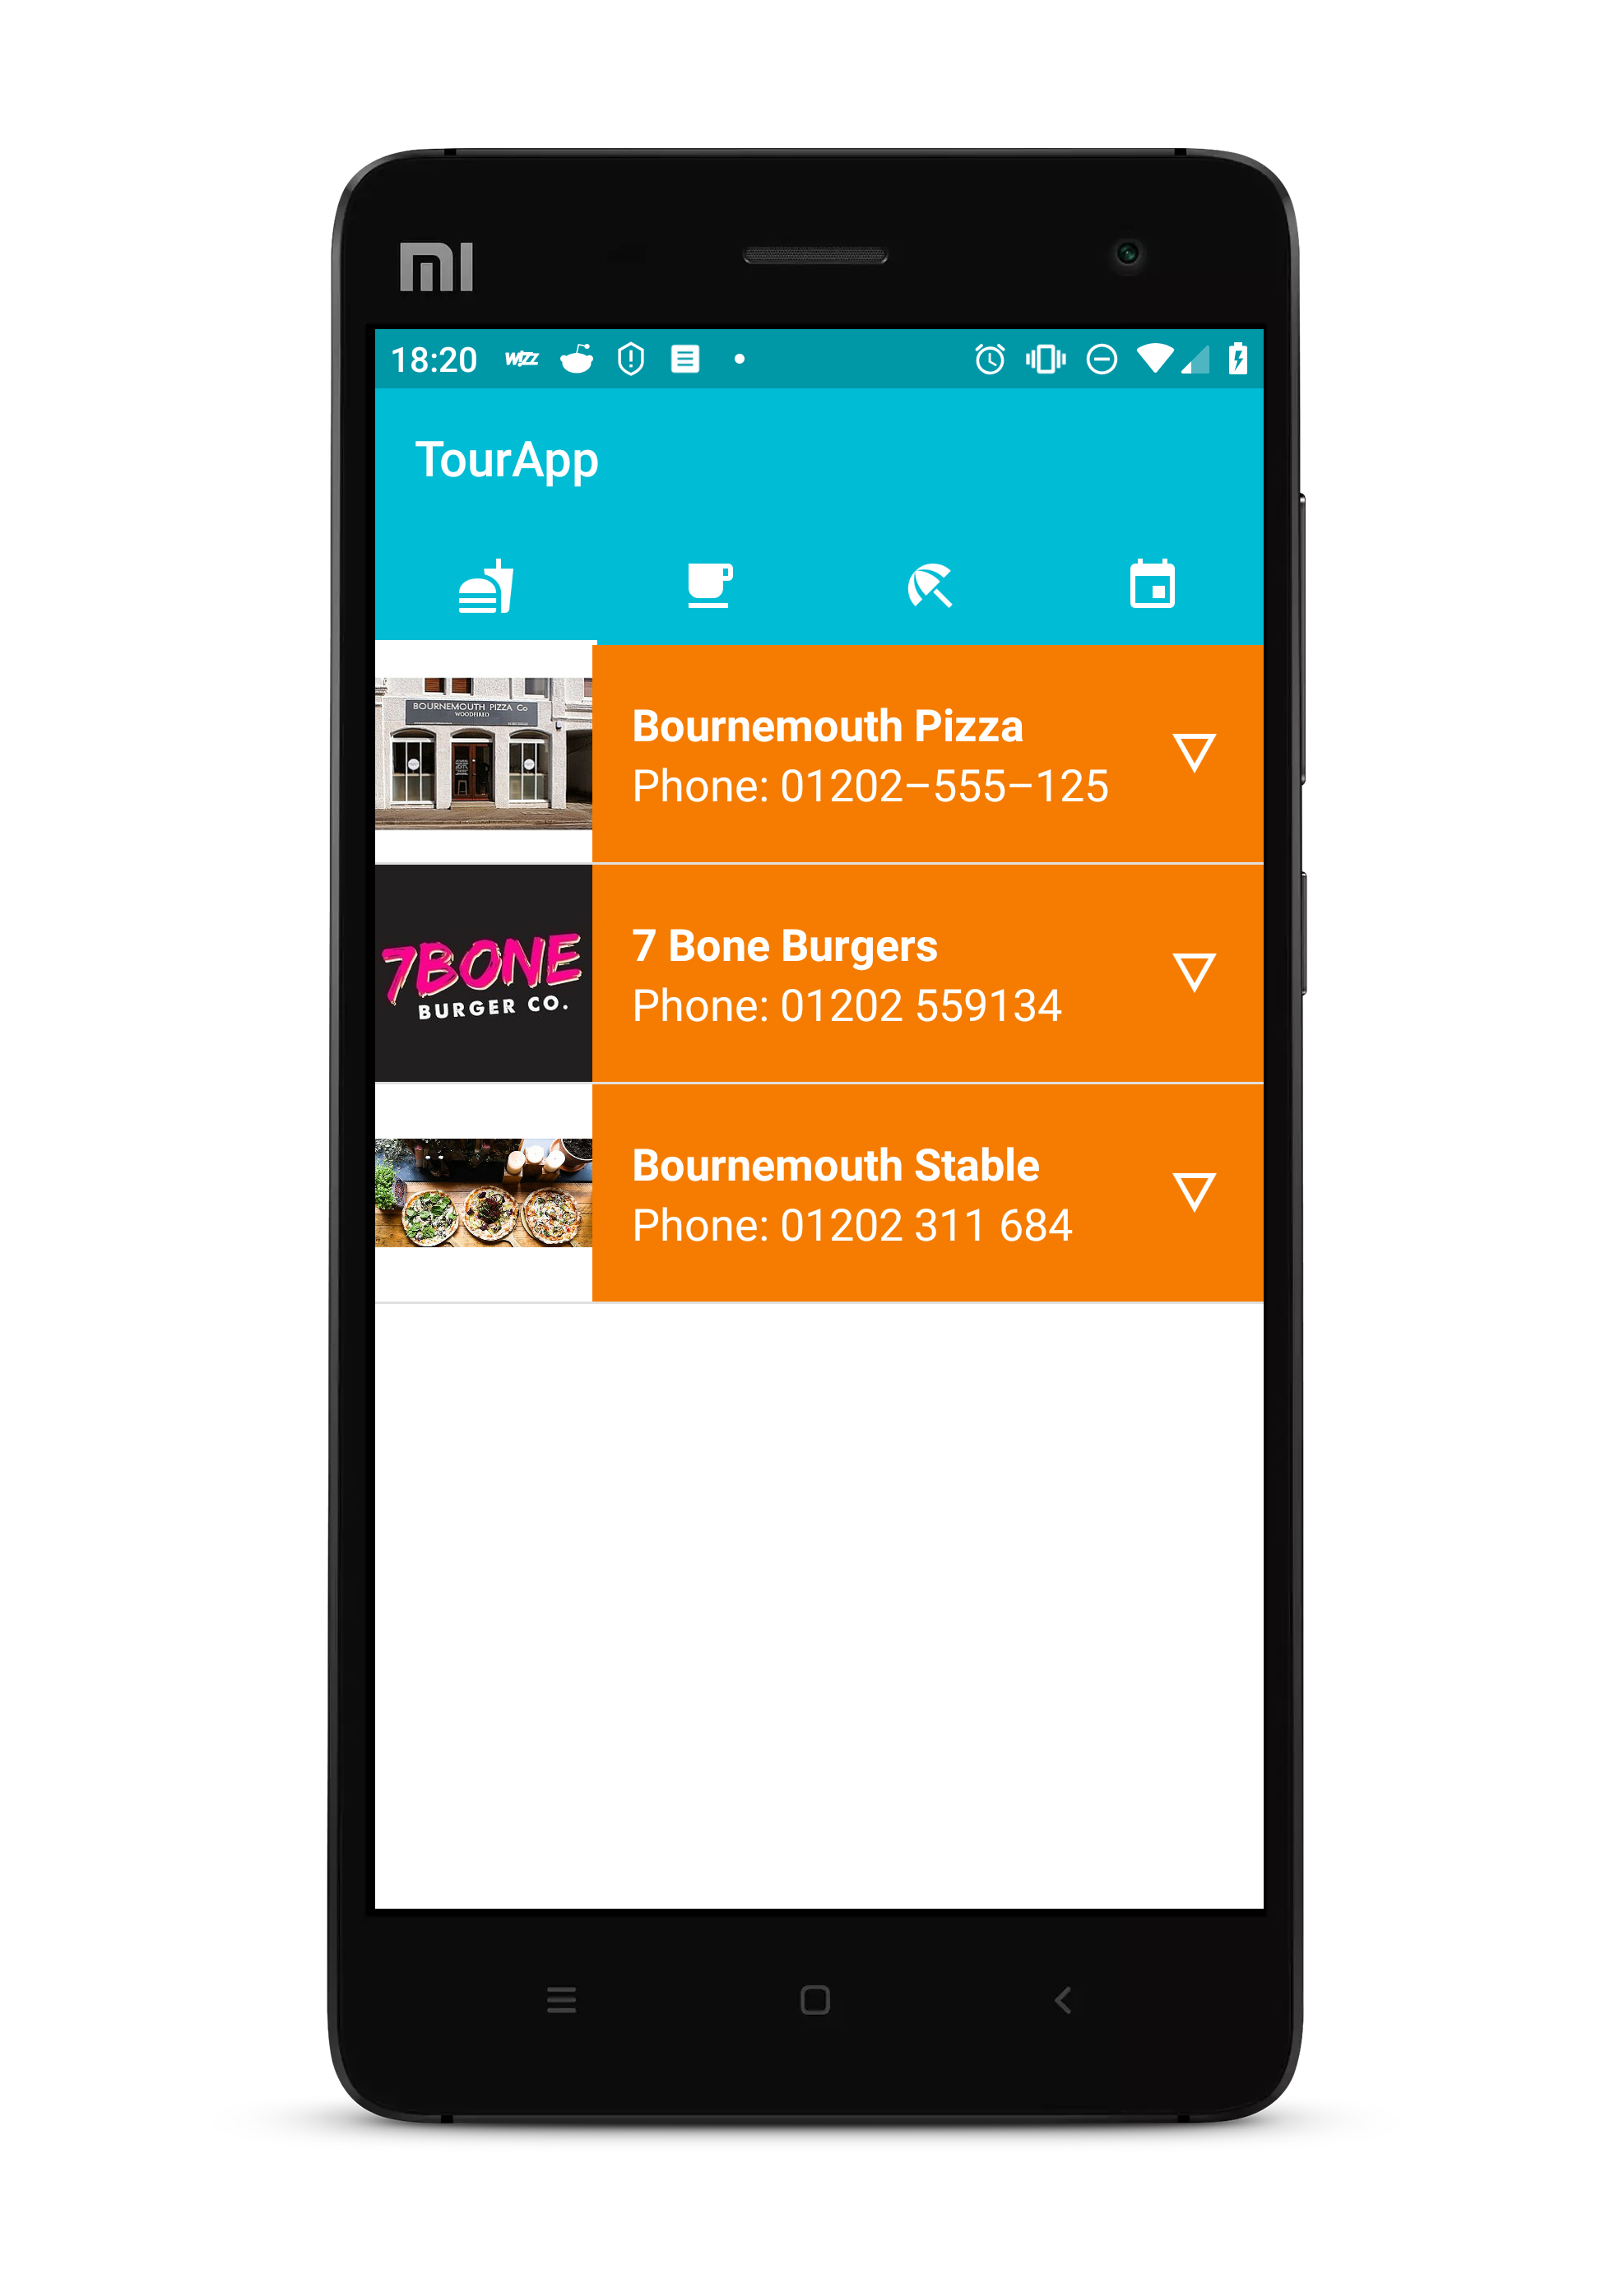 MI
18:20 Wizz
TourApp
BOURNEMOUTH PIZZA Co
WOODFIRED
Bournemouth Pizza
Phone: 01202-555-125
7BONE
BURGER CO.
7 Bone Burgers
Phone: 01202 559134
Bournemouth Stable
Phone: 01202 311 684